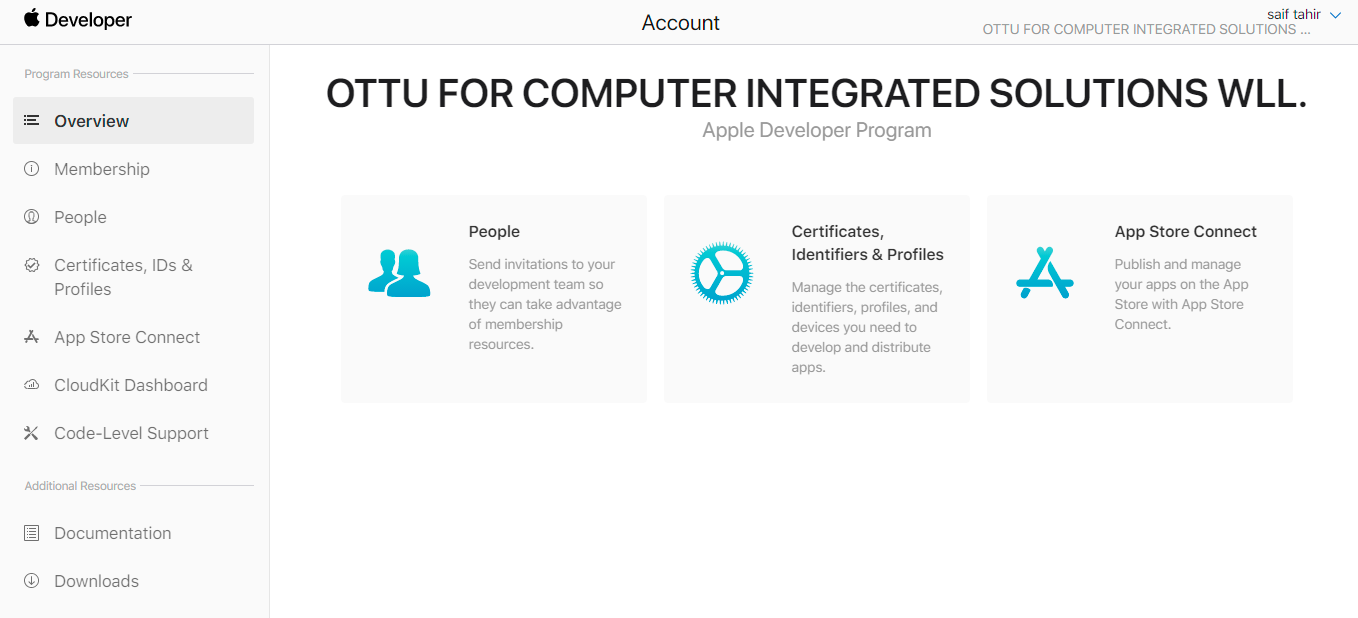 Developer
Account
saif tahir
OTTU FOR COMPUTER INTEGRATED SOLUTIONS ...
Program Resources
Overview
Membership
People
Certificates, IDs &
Profiles
App Store Connect
CloudKit Dashboard
Code-Level Support
Additional Resources
Documentation
Downloads
OTTU FOR COMPUTER INTEGRATED SOLUTIONS WLL.
Apple Developer Program
People
Send invitations to your
development team so
they can take advantage
of membership
resources.
Certificates,
Identifiers & Profiles
Manage the certificates,
identifiers, profiles, and
devices you need to
develop and distribute
apps.
App Store Connect
Publish and manage
your apps on the App
Store with App Store
Connect.